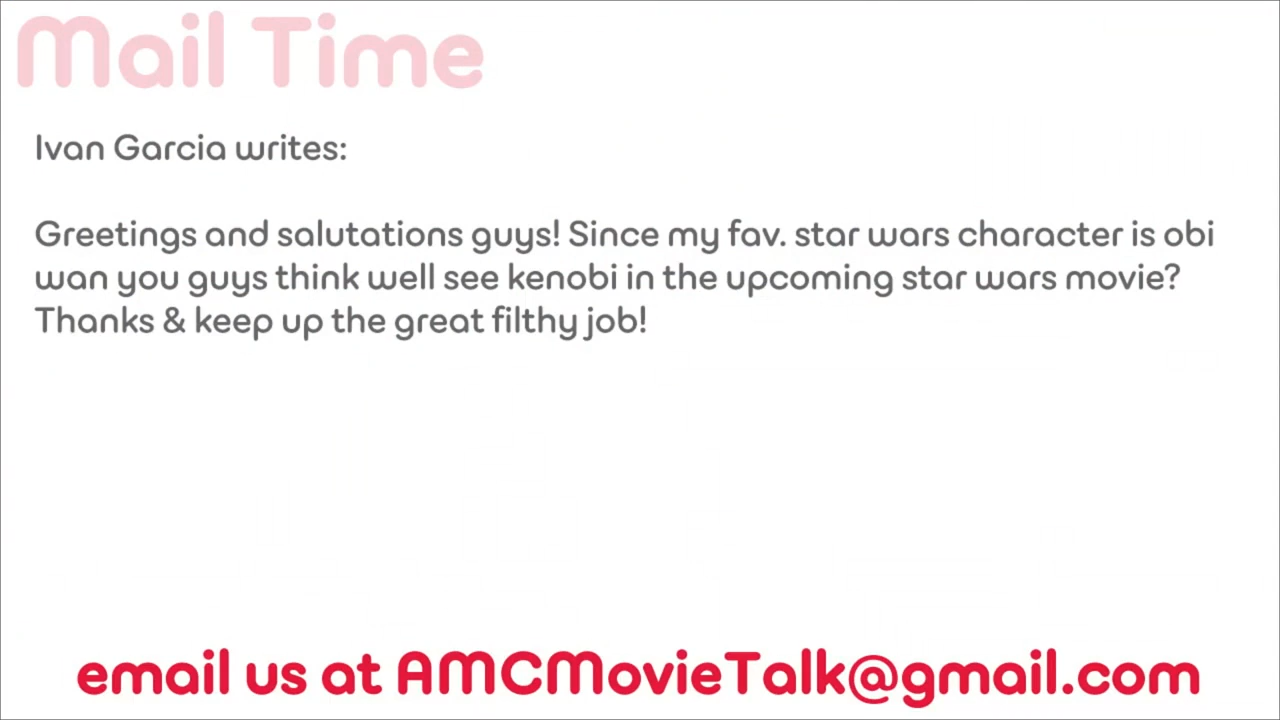 Mail Time
Ivan Garcia writes:
Greetings and salutations guys! Since my fav. star wars character is obi
wan you guys think well see kenobi in the upcoming star wars movie?
Thanks & keep up the great filthy job!
email us at AMCMovieTalk@gmail.com